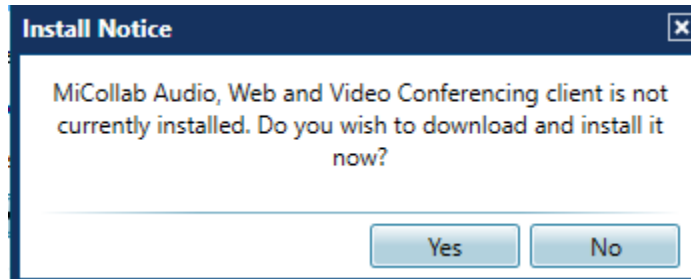 Install Notice
MiCollab Audio, Web and Video Conferencing client is not
currently installed. Do you wish to download and install it
now?
Yes
No